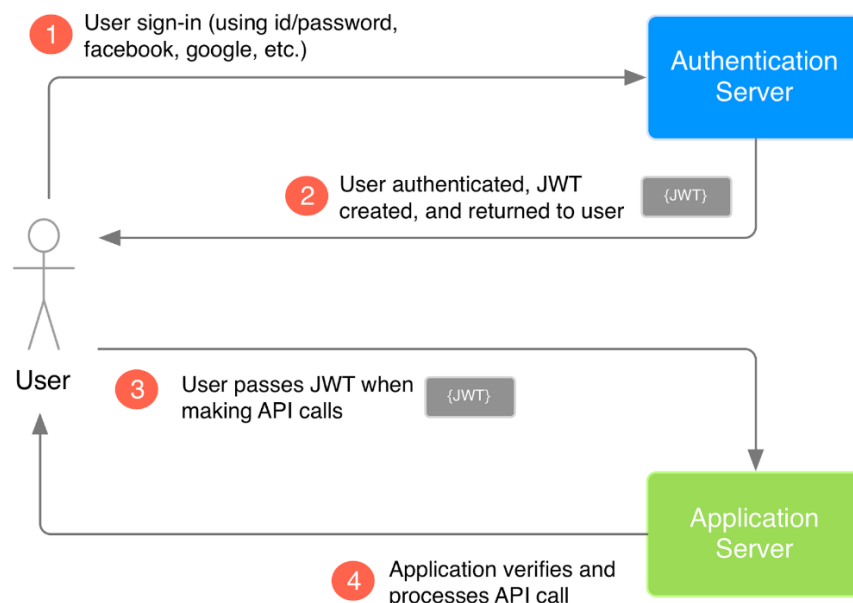 1
User sign-in (using id/password,
facebook, google, etc.)
Authentication
Server
2
User authenticated, JWT
created, and returned to user
{JWT}
User
3
User passes JWT when
making API calls
{JWT}
Application
Server
4
Application verifies and
processes API call